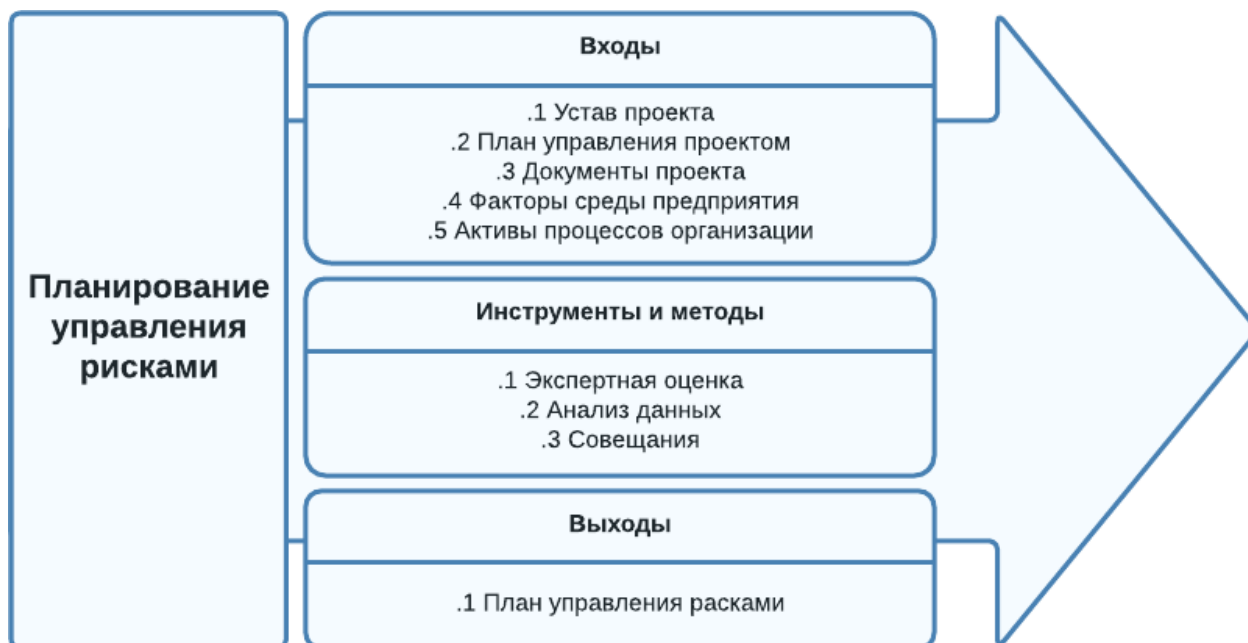 Планирование
управления
рисками
Входы
.1 Устав проекта
.2 План управления проектом
.3 Документы проекта
.4 Факторы среды предприятия
.5 Активы процессов организации
Инструменты и методы
.1 Экспертная оценка
.2 Анализ данных
.3 Совещания
Выходы
.1 План управления расками